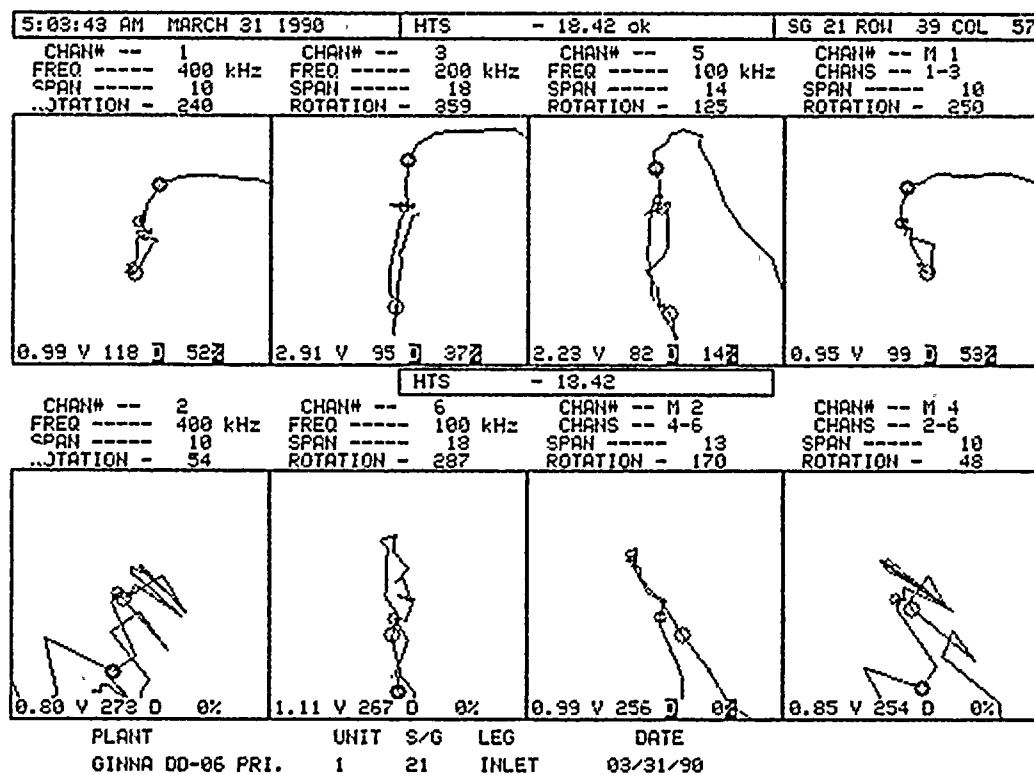 5:03:43 AM MARCH 31 1990 HTS - 18.42 ok SG 21 ROW 39 COL 57
CHAN# -- 1 CHAN# -- 3 CHAN# -- 5 CHAN# -- M 1
FREQ ----- 400 kHz FREQ ----- 200 kHz FREQ ----- 100 kHz CHANS -- 1-3
SPAN ----- 10 SPAN ----- 18 SPAN ----- 14 SPAN ----- 10
..OTATION - 240 ROTATION - 359 ROTATION - 125 ROTATION - 250
0.99 V 118 D 52% 2.91 V 95 D 37% 2.23 V 82 D 14% 0.95 V 99 D 53%
HTS - 18.42
CHAN# -- 2 CHAN# -- 6 CHAN# -- M 2 CHAN# -- M 4
FREQ ----- 400 kHz FREQ ----- 100 kHz CHANS -- 4-6 CHANS -- 2-6
SPAN ----- 10 SPAN ----- 13 SPAN ----- 13 SPAN ----- 10
..OTATION - 54 ROTATION - 287 ROTATION - 170 ROTATION - 48
0.80 V 273 D 0% 1.11 V 267 D 0% 0.99 V 256 D 0% 0.85 V 254 D 0%
PLANT UNIT S/G LEG DATE
GINNA DD-06 PRI. 1 21 INLET 03/31/90